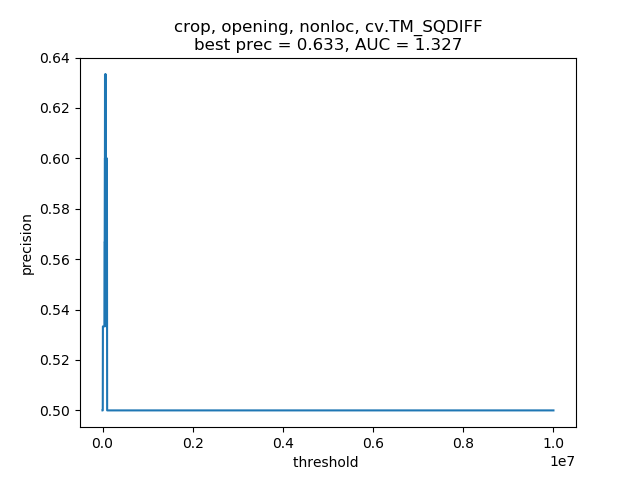 crop, opening, nonloc, cv.TM_SQDIFF
best prec = 0.633, AUC = 1.327
0.64
0.62
0.60
0.58
0.56
0.54
0.52
0.50
precision
0.0 0.2 0.4 0.6 0.8 1.0
1e7
threshold